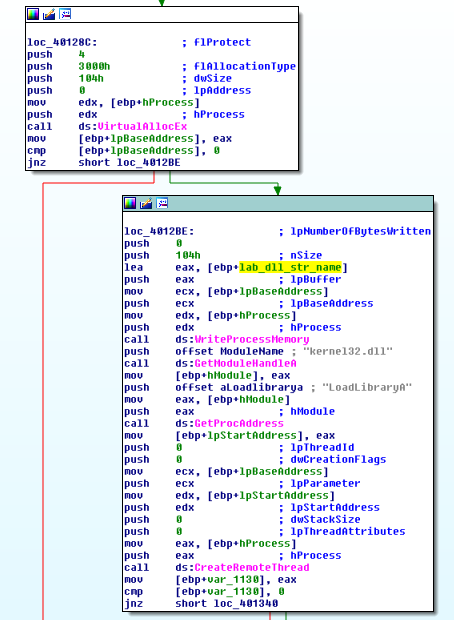 loc_40128C: ; flProtect
push 4
push 3000h ; flAllocationType
push 104h ; dwSize
push 0 ; lpAddress
mov edx, [ebp+hProcess]
push edx ; hProcess
call ds:VirtualAllocEx
mov [ebp+lpBaseAddress], eax
cmp [ebp+lpBaseAddress], 0
jnz short loc_4012BE
loc_4012BE: ; lpNumberOfBytesWritten
push 0
push 104h ; nSize
lea eax, [ebp+lab_dll_str_name]
push eax ; lpBuffer
mov ecx, [ebp+lpBaseAddress]
push ecx ; lpBaseAddress
mov edx, [ebp+hProcess]
push edx ; hProcess
call ds:WriteProcessMemory
push offset ModuleName ; "kernel32.dll"
call ds:GetModuleHandleA
mov [ebp+hModule], eax
push offset aLoadlibrarya ; "LoadLibraryA"
mov eax, [ebp+hModule]
push eax ; hModule
call ds:GetProcAddress
mov [ebp+lpStartAddress], eax
push 0 ; lpThreadId
push 0 ; dwCreationFlags
mov ecx, [ebp+lpBaseAddress]
push ecx ; lpParameter
mov edx, [ebp+lpStartAddress]
push edx ; lpStartAddress
push 0 ; dwStackSize
push 0 ; lpThreadAttributes
mov eax, [ebp+hProcess]
push eax ; hProcess
call ds:CreateRemoteThread
mov [ebp+var_1130], eax
cmp [ebp+var_1130], 0
jnz short loc_401340